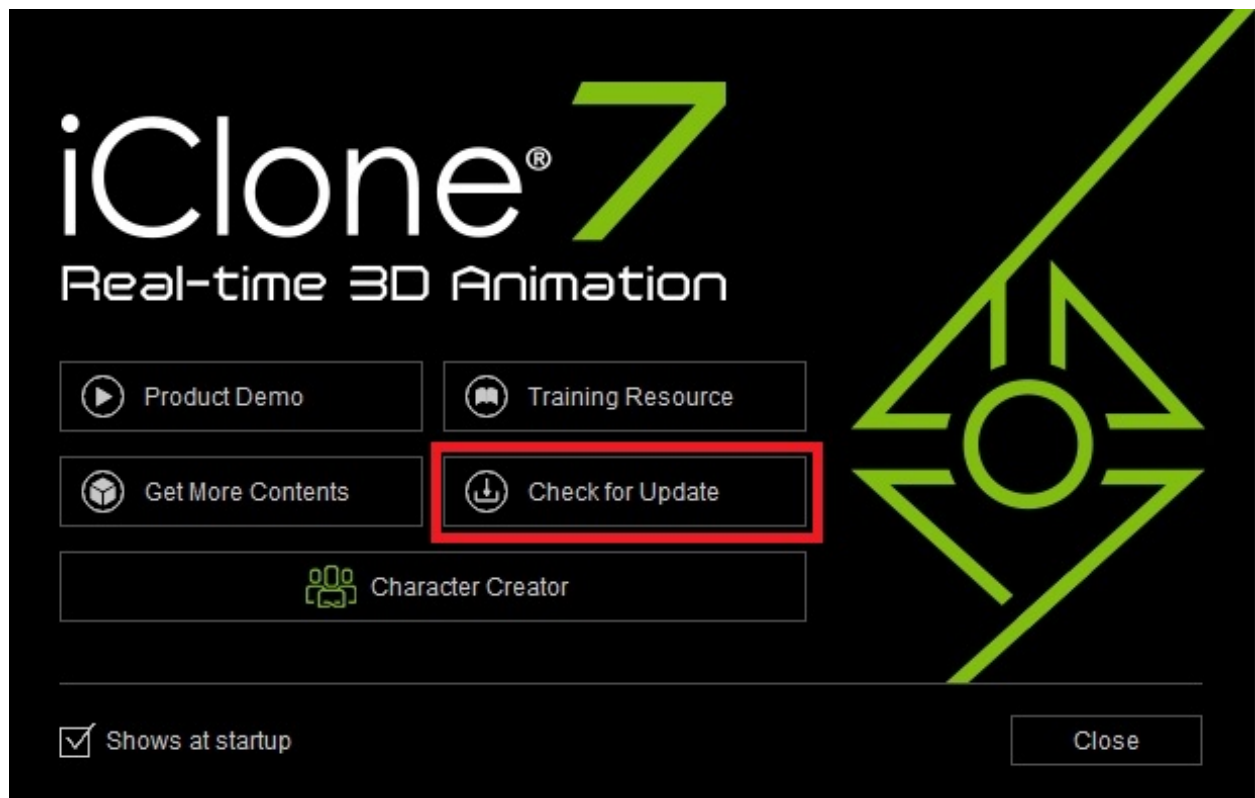 iClone® 7
Real-time 3D Animation
Product Demo
Training Resource
Get More Contents
Check for Update
Character Creator
Shows at startup
Close